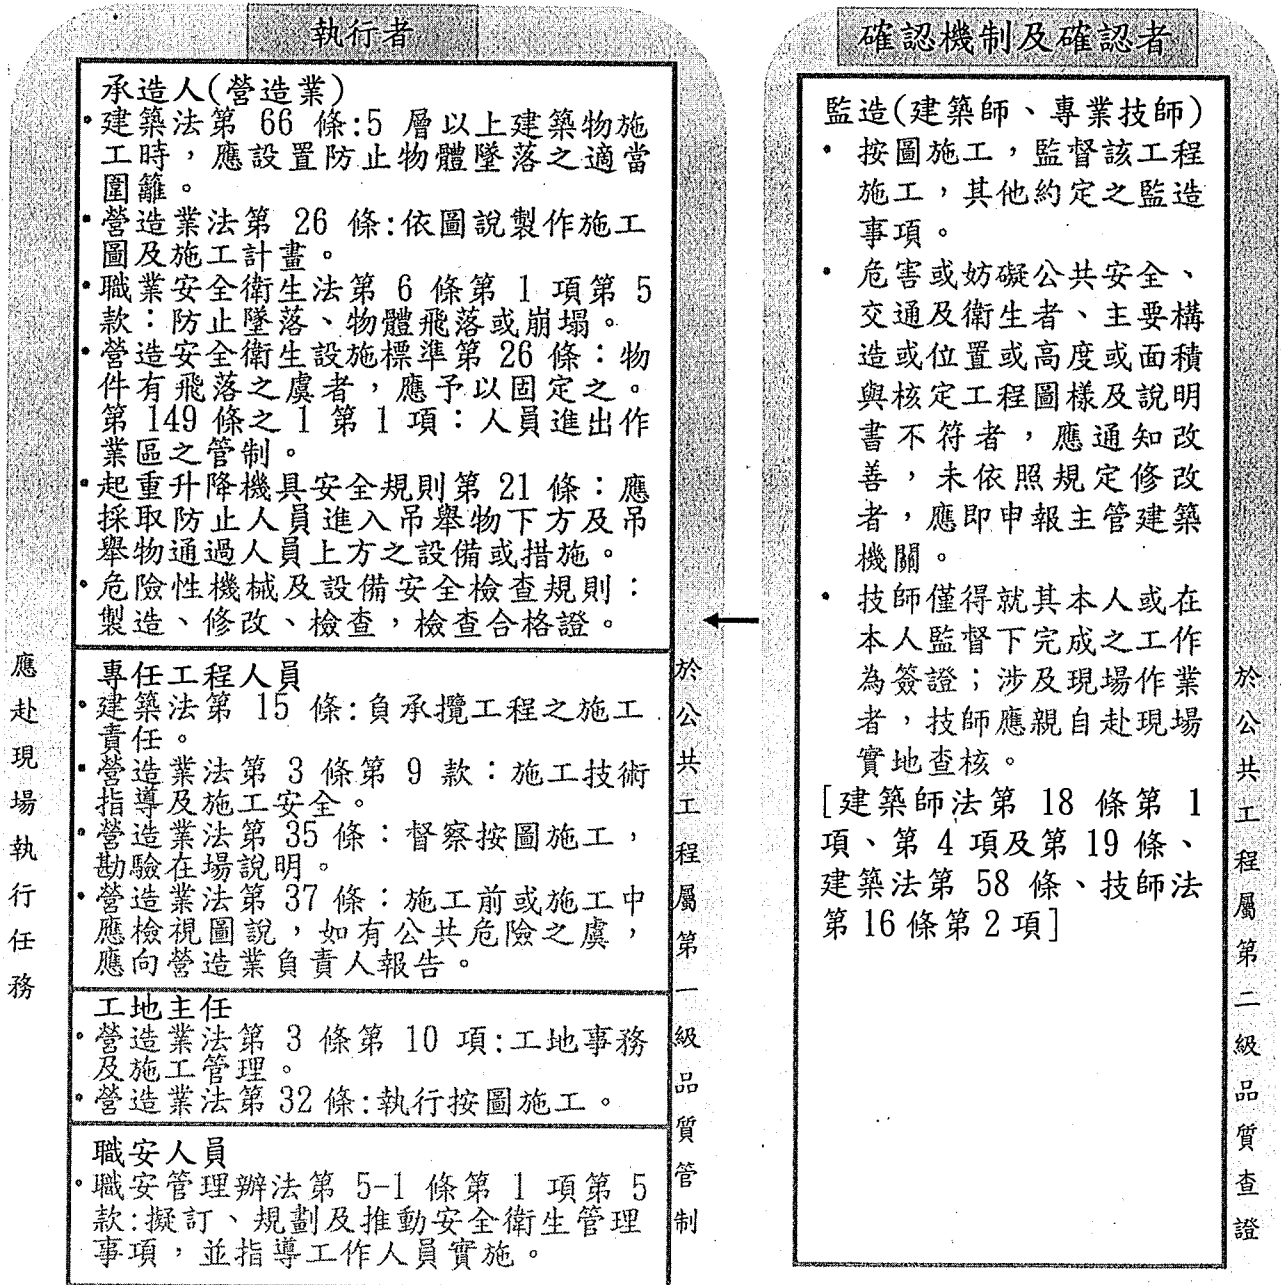 執行者
承造人(營造業)
•建築法第 66 條:5 層以上建築物施
工時，應設置防止物體墜落之適當
圍籬。
•營造業法第 26 條:依圖說製作施工
圖及施工計畫。
•職業安全衛生法第 6 條第 1 項第 5
款：防止墜落、物體飛落或崩塌。
•營造安全衛生設施標準第 26 條：物
件有飛落之虞者，應予以固定之。
第 149 條之 1 第 1 項：人員進出作
業區之管制。
•起重升降機具安全規則第 21 條：應
採取防止人員進入吊舉物下方及吊
舉物通過人員上方之設備或措施。
•危險性機械及設備安全檢查規則：
製造、修改、檢查，檢查合格證。
專任工程人員
•建築法第 15 條:負承攬工程之施工
責任。
•營造業法第 3 條第 9 款：施工技術
指導及施工安全。
•營造業法第 35 條：督察按圖施工，
勘驗在場說明。
•營造業法第 37 條：施工前或施工中
應檢視圖說，如有公共危險之虞，
應向營造業負責人報告。
工地主任
•營造業法第 3 條第 10 項:工地事務
及施工管理。
•營造業法第 32 條:執行按圖施工。
職安人員
•職安管理辦法第 5-1 條第 1 項第 5
款:擬訂、規劃及推動安全衛生管理
事項，並指導工作人員實施。
應赴現場執行任務
於公共工程屬第一級品質管制
確認機制及確認者
監造(建築師、專業技師)
• 按圖施工，監督該工程
施工，其他約定之監造
事項。
• 危害或妨礙公共安全、
交通及衛生者、主要構
造或位置或高度或面積
與核定工程圖樣及說明
書不符者，應通知改
善，未依照規定修改
者，應即申報主管建築
機關。
• 技師僅得就其本人或在
本人監督下完成之工作
為簽證；涉及現場作業
者，技師應親自赴現場
實地查核。
[建築師法第 18 條第 1
項、第 4 項及第 19 條、
建築法第 58 條、技師法
第 16 條第 2 項]
於公共工程屬第二級品質查證